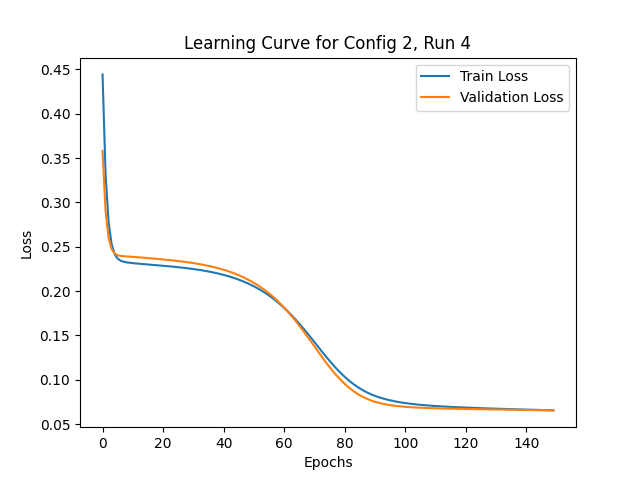 Learning Curve for Config 2, Run 4
Train Loss
Validation Loss
0.45
0.40
0.35
0.30
0.25
0.20
0.15
0.10
0.05
Loss
0 20 40 60 80 100 120 140
Epochs